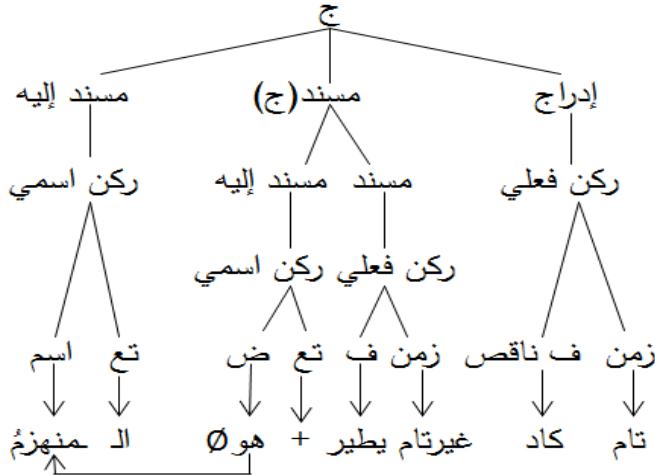 ج
إدراج مسند(ج) مسند إليه
ركن فعلي مسند مسند إليه ركن اسمي
ركن فعلي ركن اسمي
زمن ف ناقص زمن ف تع ض تع اسم
تام كاد غيرتام يطير + هو Ø الـ ـمنهزمُ